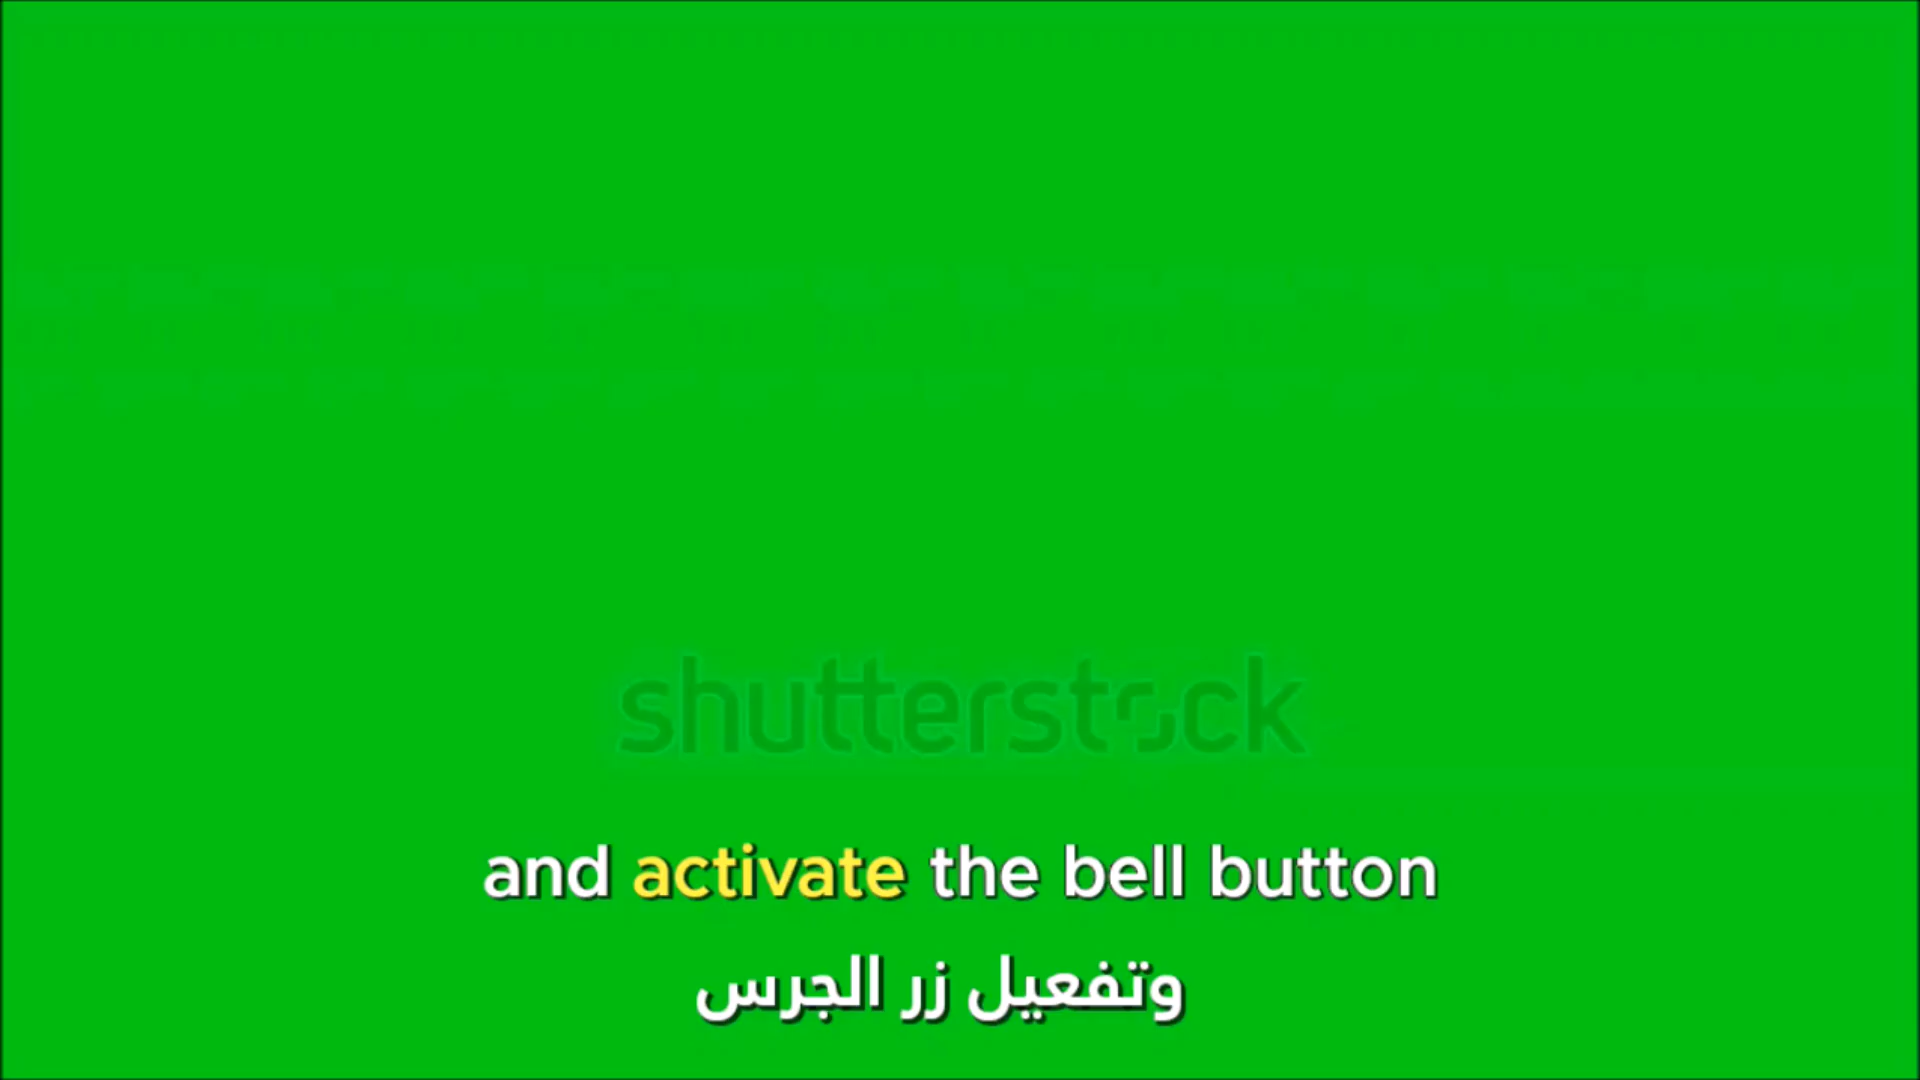 shutterstock
and activate the bell button
وتفعيل زر الجرس